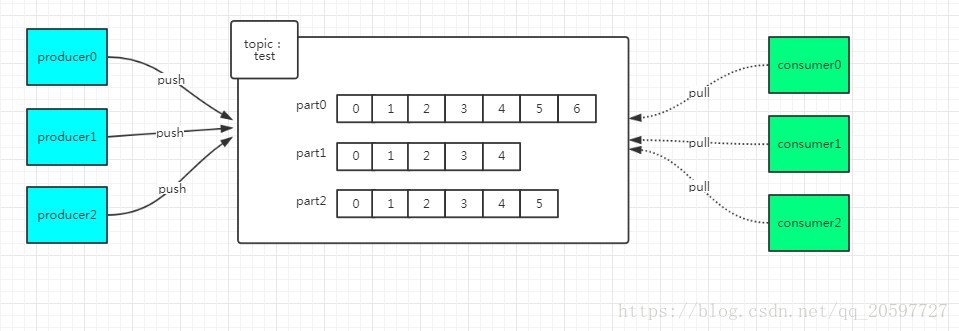 topic :
test
producer0
push
producer1
push
producer2
push
part0 0 1 2 3 4 5 6
part1 0 1 2 3 4
part2 0 1 2 3 4 5
consumer0
pull
consumer1
pull
consumer2
pull
https://blog.csdn.net/qq_20597727